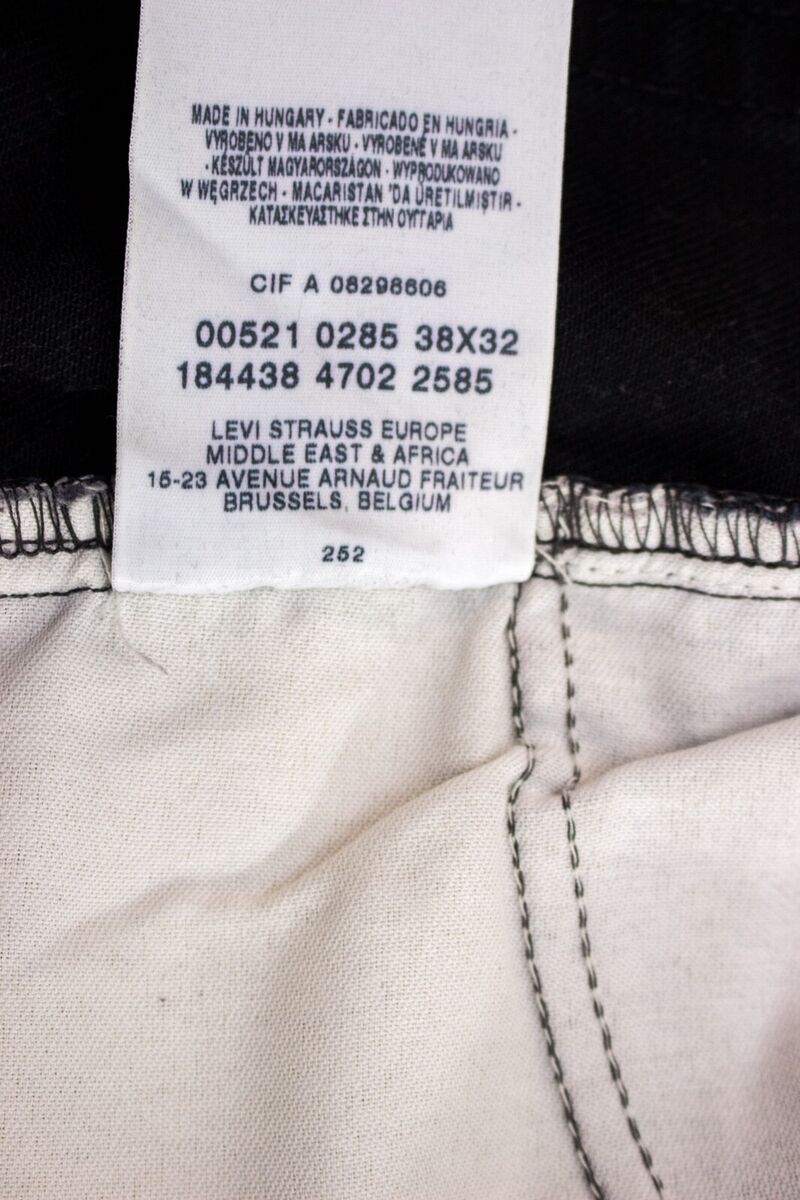 MADE IN HUNGARY - FABRICADO EN HUNGRIA -
VYROBENO V MA ARSKU - VYROBENÉ V MA ARSKU
- KÉSZÜLT MAGYARORSZÁGON - WYPRODUKOWANO
W WĘGRZECH - MACARISTAN 'DA ÜRETILMIŞTIR -
ΚΑΤΑΣΚΕΥΑΣΤΗΚΕ ΣΤΗΝ ΟΥΓΓΑΡΙΑ
CIF A 08298606
00521 0285 38X32
184438 4702 2585
LEVI STRAUSS EUROPE
MIDDLE EAST & AFRICA
15-23 AVENUE ARNAUD FRAITEUR
BRUSSELS, BELGIUM
252